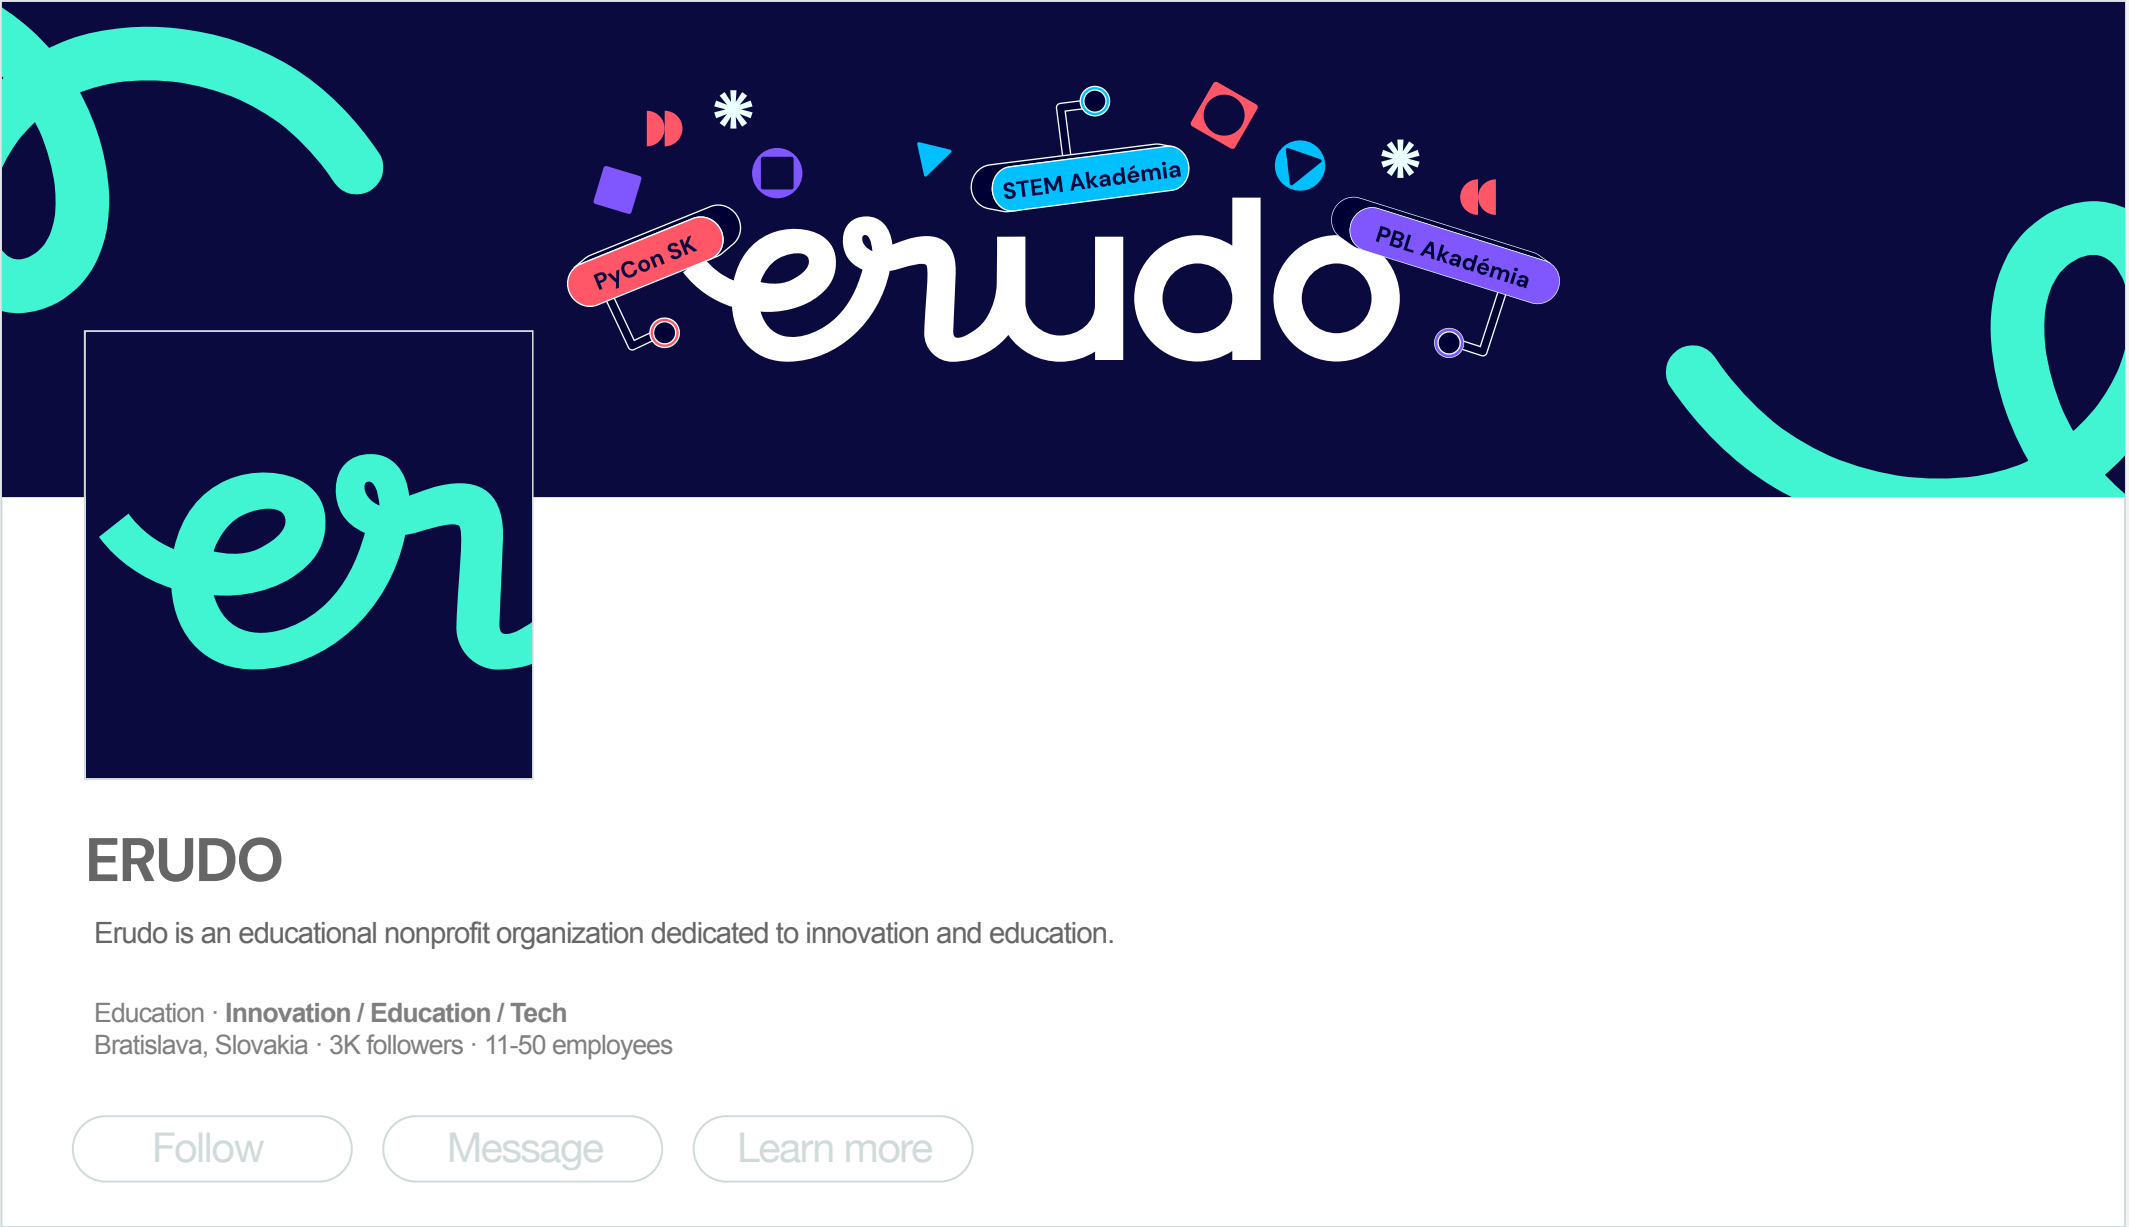 STEM Akadémia
PyCon SK
PBL Akadémia
erudo
er
ERUDO
Erudo is an educational nonprofit organization dedicated to innovation and education.
Education · Innovation / Education / Tech
Bratislava, Slovakia · 3K followers · 11-50 employees
Follow
Message
Learn more